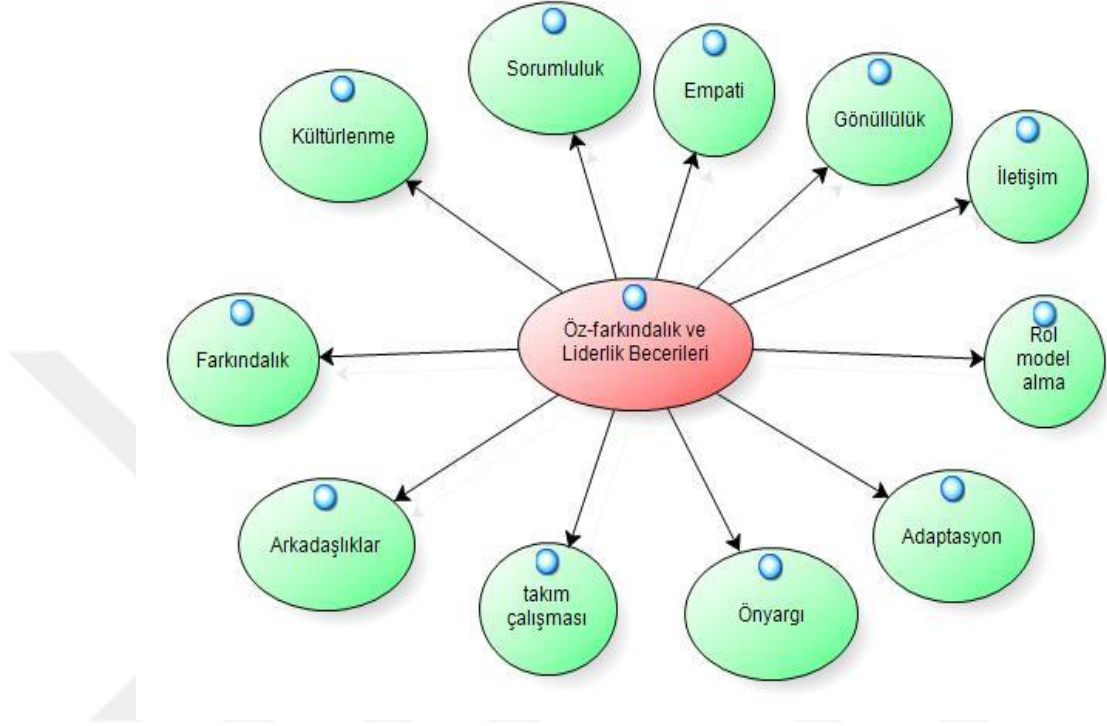 Sorumluluk
Empati
Gönüllülük
Kültürlenme
İletişim
Öz-farkındalık ve
Liderlik Becerileri
Farkındalık
Rol
model
alma
Arkadaşlıklar
takım
çalışması
Önyargı
Adaptasyon